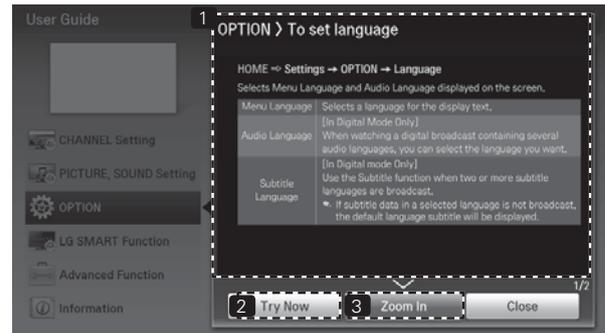 User Guide
CHANNEL Setting
PICTURE, SOUND Setting
OPTION
LG SMART Function
Advanced Function
Information
1
OPTION > To set language
HOME ⇨ Settings → OPTION → Language
Selects Menu Language and Audio Language displayed on the screen.
Menu Language Selects a language for the display text.
Audio Language
[In Digital Mode Only]
When watching a digital broadcast containing several
audio languages, you can select the language you want.
Subtitle
Language
[In Digital mode Only]
Use the Subtitle function when two or more subtitle
languages are broadcast.
If subtitle data in a selected language is not broadcast,
the default language subtitle will be displayed.
1/2
2 Try Now
3 Zoom In
Close